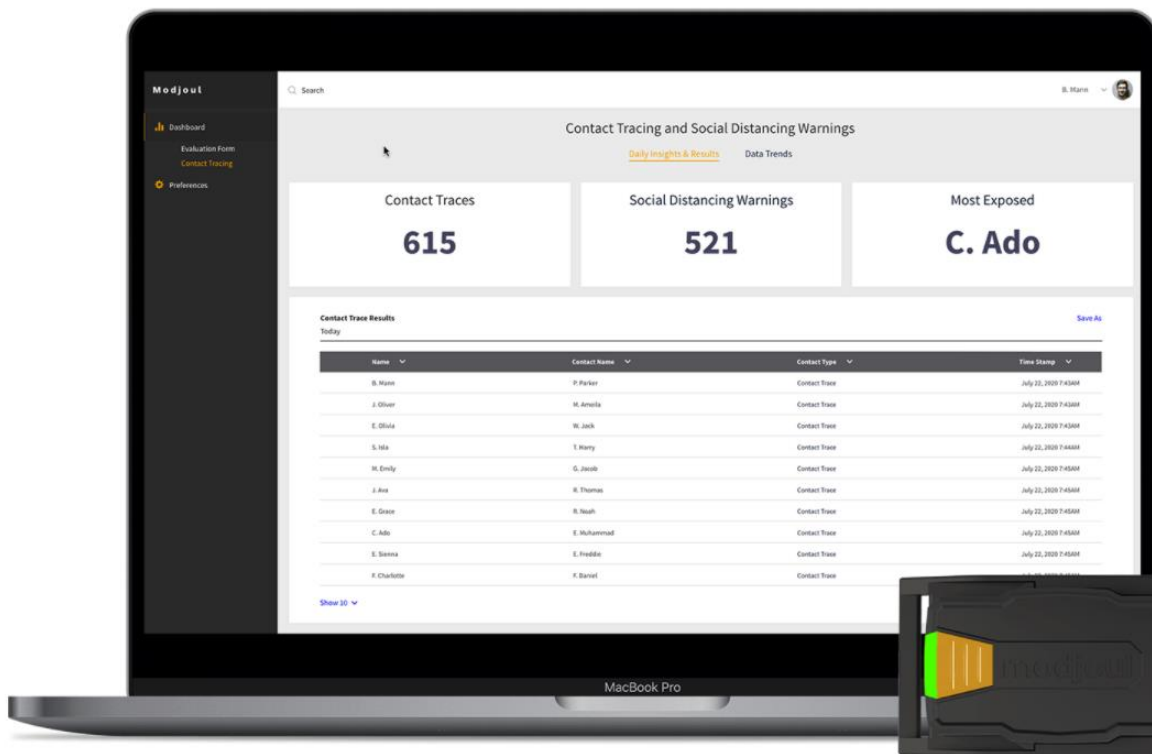 Modjoul
Search
B. Mann
Dashboard
Evaluation Form
Contact Tracing
Preferences
Contact Tracing and Social Distancing Warnings
Daily Insights & Results Data Trends
Contact Traces Social Distancing Warnings Most Exposed
615 521 C. Ado
Contact Trace Results Save As
Today
Name Contact Name Contact Type Time Stamp
B. Mann P. Parker Contact Trace July 22, 2020 7:43AM
J. Oliver M. Ameila Contact Trace July 22, 2020 7:43AM
E. Olivia W. Jack Contact Trace July 22, 2020 7:43AM
S. Isla T. Harry Contact Trace July 22, 2020 7:44AM
M. Emily G. Jacob Contact Trace July 22, 2020 7:45AM
J. Ava R. Thomas Contact Trace July 22, 2020 7:45AM
E. Grace R. Noah Contact Trace July 22, 2020 7:45AM
C. Ado E. Muhammad Contact Trace July 22, 2020 7:45AM
E. Sienna E. Freddie Contact Trace July 22, 2020 7:45AM
F. Charlotte F. Daniel Contact Trace
Show 10
MacBook Pro
modjoul